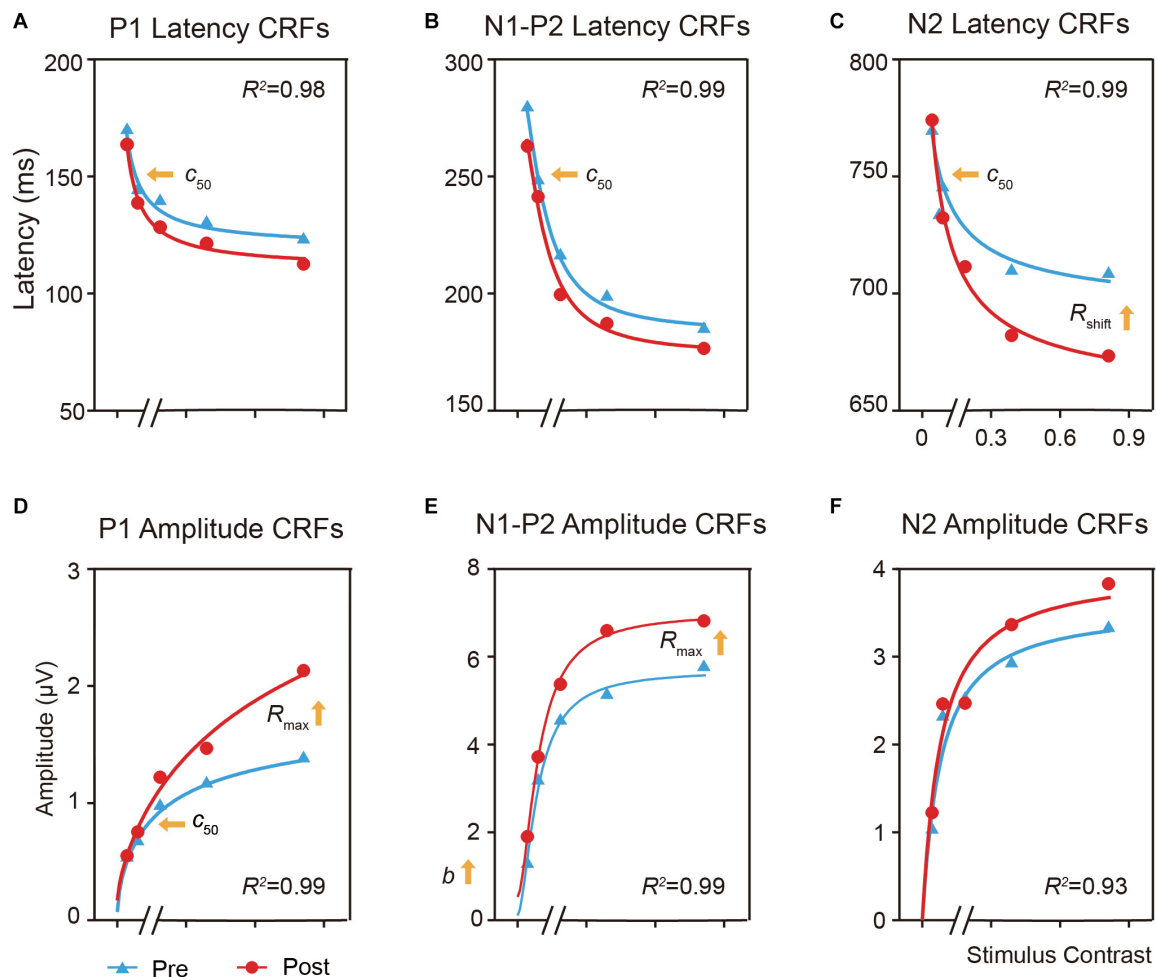 A P1 Latency CRFs
B N1-P2 Latency CRFs
C N2 Latency CRFs
200
150
100
50
Latency (ms)
R²=0.98
c50
300
250
200
150
R²=0.99
c50
800
750
700
650
R²=0.99
c50
Rshift
0 0.3 0.6 0.9
D P1 Amplitude CRFs
E N1-P2 Amplitude CRFs
F N2 Amplitude CRFs
3
2
1
0
Amplitude (µV)
Rmax
c50
R²=0.99
8
6
4
2
0
Rmax
b
R²=0.99
4
3
2
1
0
R²=0.93
Stimulus Contrast
Pre Post